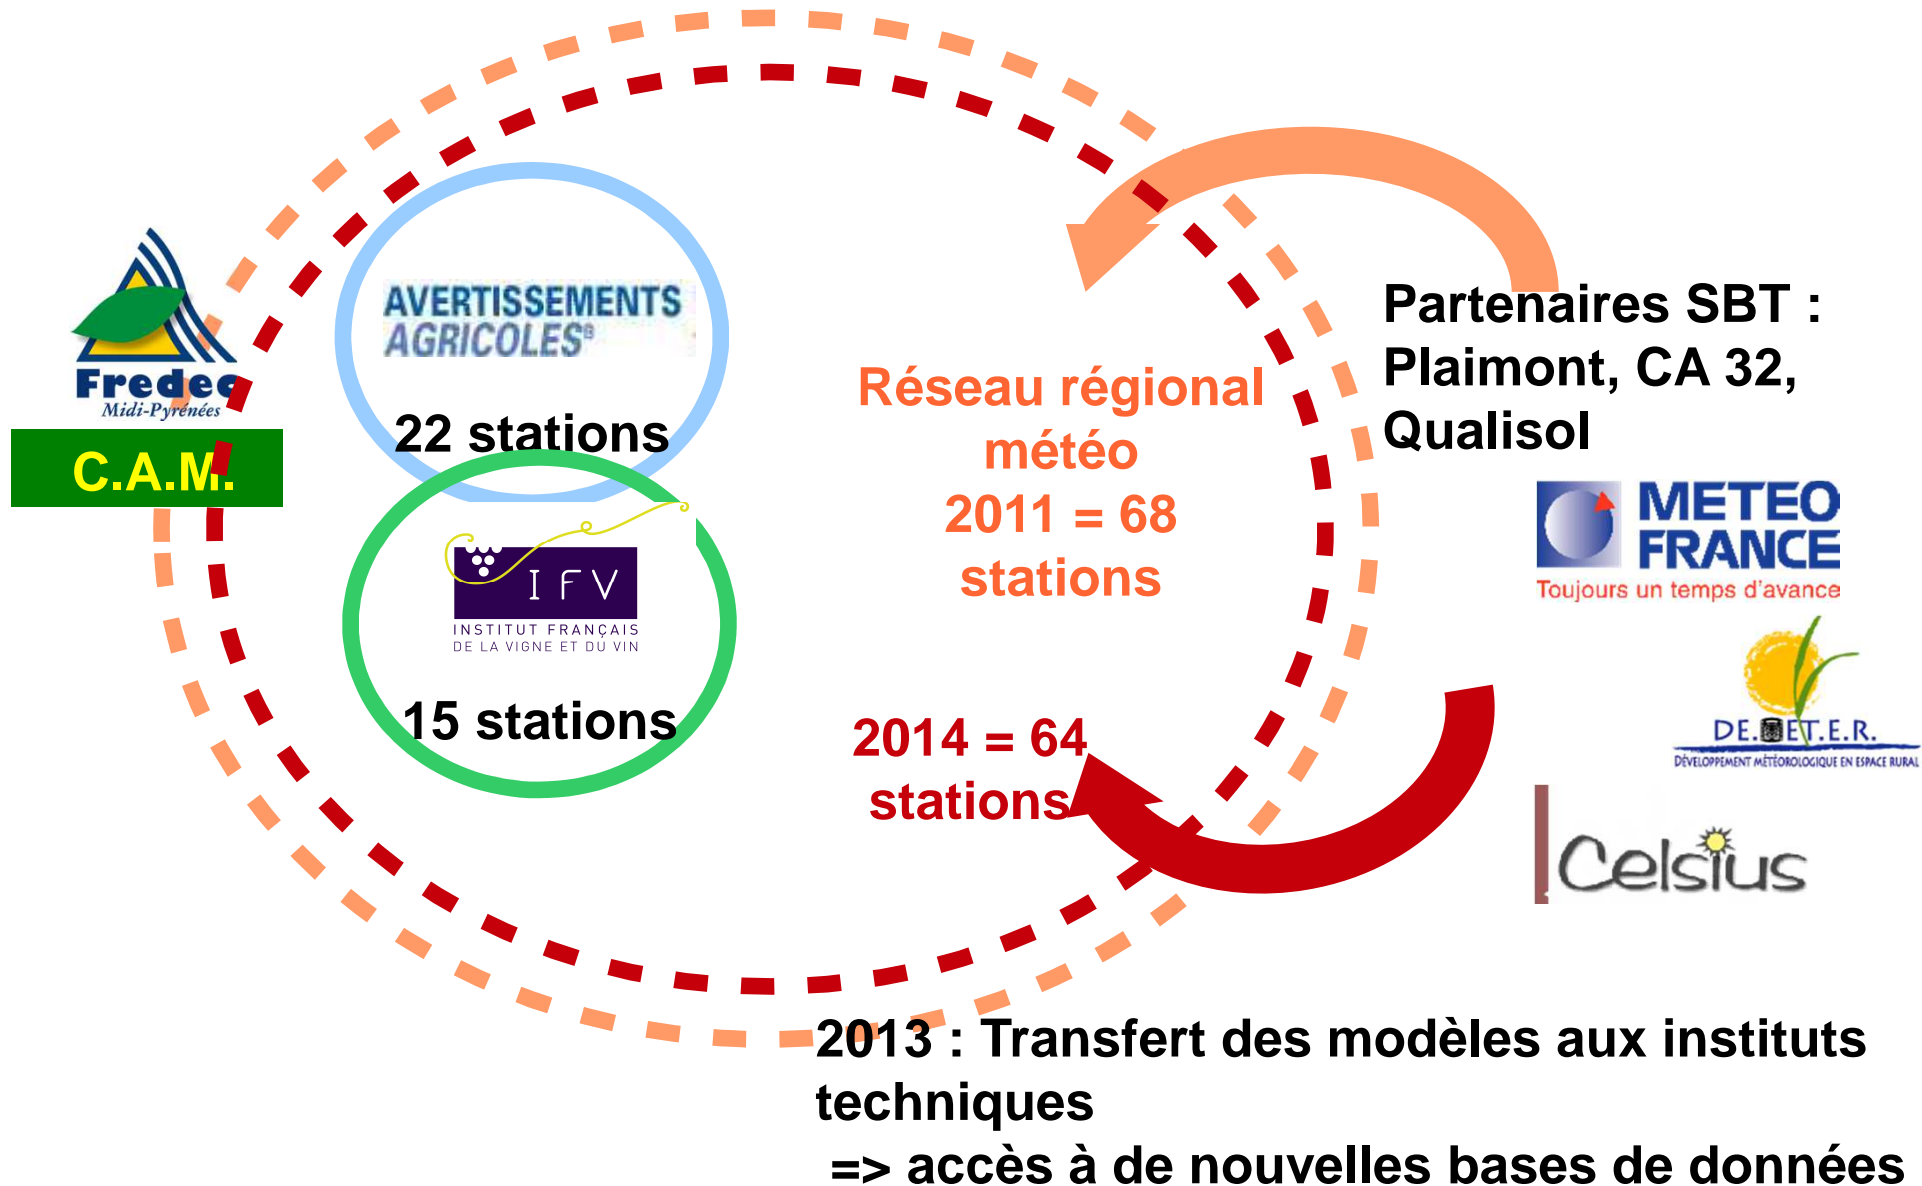 Fredec
Midi-Pyrénées
C.A.M.
AVERTISSEMENTS
AGRICOLES®
22 stations
I F V
INSTITUT FRANÇAIS
DE LA VIGNE ET DU VIN
15 stations
Réseau régional
météo
2011 = 68
stations
2014 = 64
stations
Partenaires SBT :
Plaimont, CA 32,
Qualisol
METEO
FRANCE
Toujours un temps d'avance
DE.MET.E.R.
DÉVELOPPEMENT MÉTÉOROLOGIQUE EN ESPACE RURAL
Celsius
2013 : Transfert des modèles aux instituts
techniques
=> accès à de nouvelles bases de données